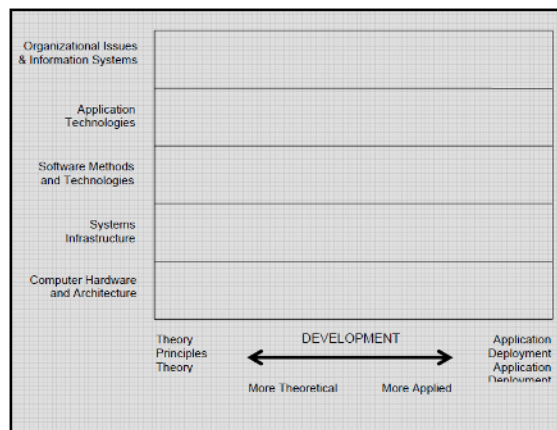 Organizational Issues
& Information Systems
Application
Technologies
Software Methods
and Technologies
Systems
Infrastructure
Computer Hardware
and Architecture
Theory
Principles
Theory
DEVELOPMENT
More Theoretical
More Applied
Application
Deployment
Application
Deployment